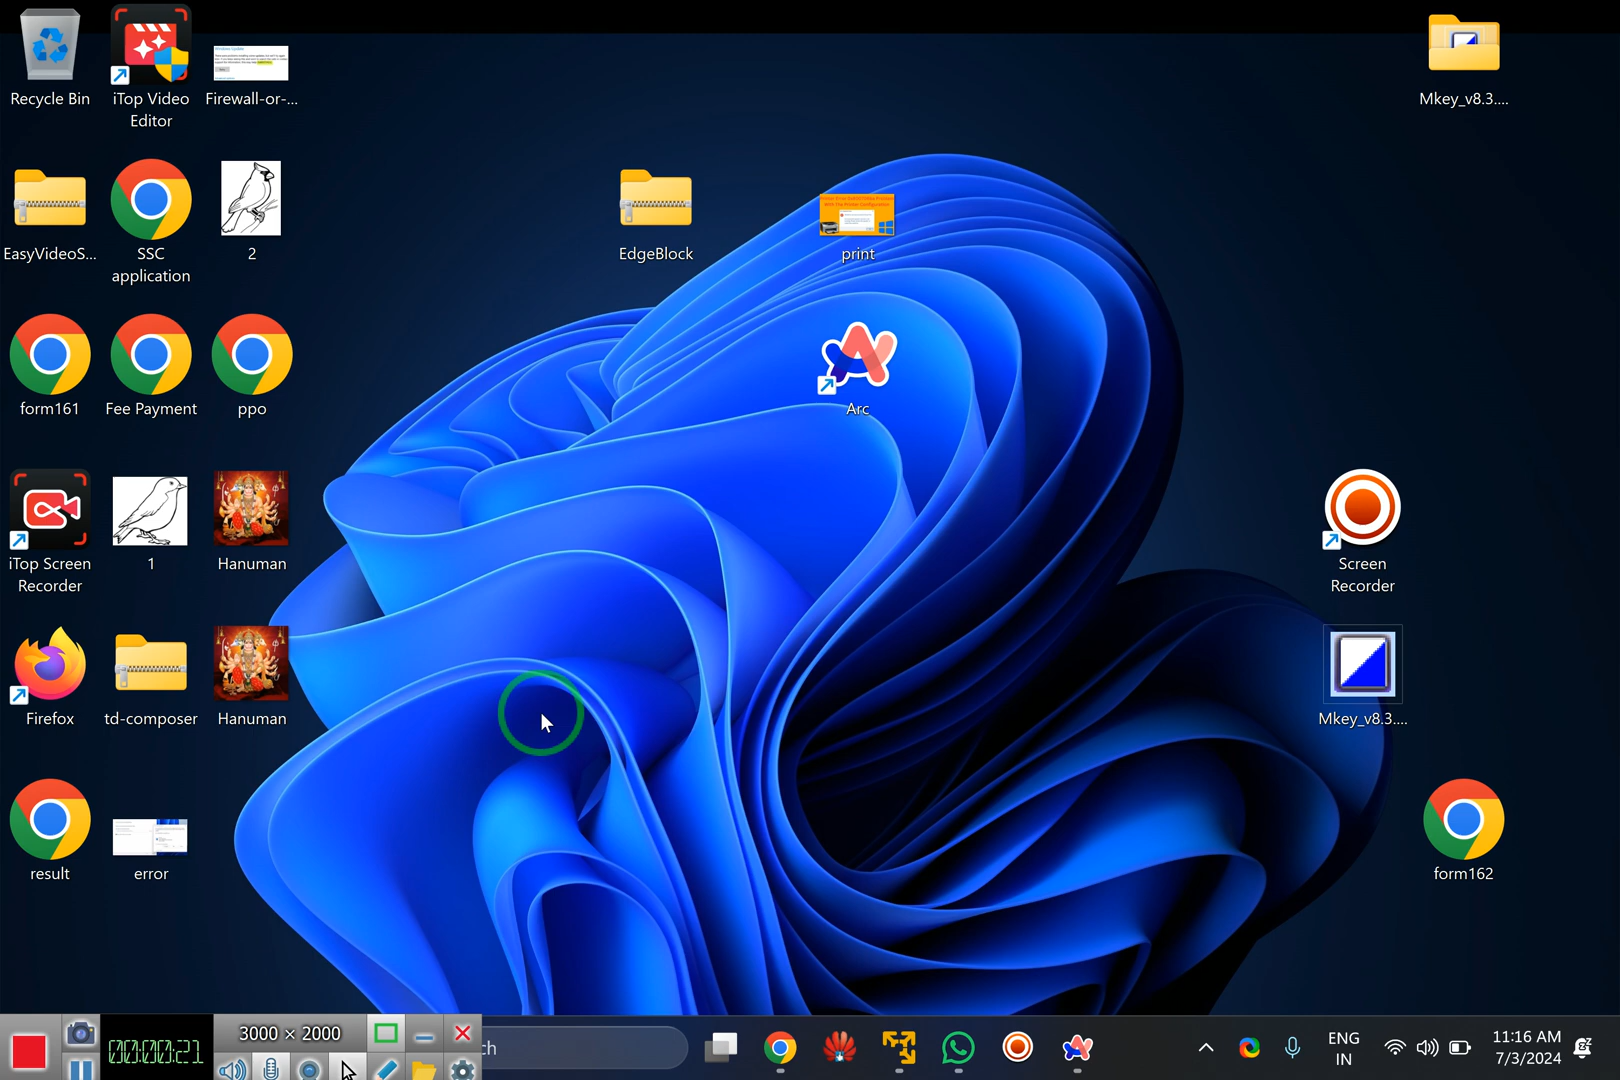 Recycle Bin
iTop Video
Editor
Firewall-or-...
Mkey_v8.3....
EasyVideoS...
SSC
application
2
EdgeBlock
print
form161
Fee Payment
ppo
Arc
iTop Screen
Recorder
1
Hanuman
Screen
Recorder
Firefox
td-composer
Hanuman
Mkey_v8.3....
result
error
form162
00:00:21
3000 × 2000
ch
ENG
IN
11:16 AM
7/3/2024